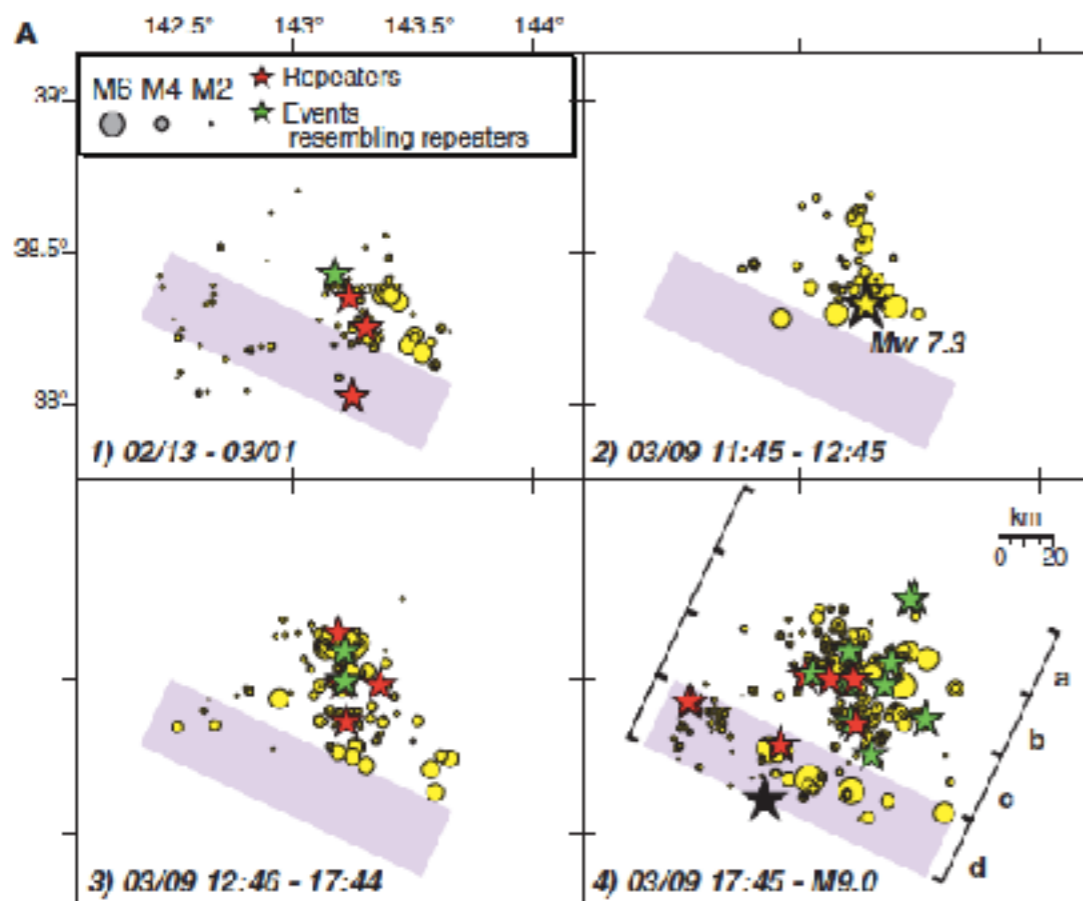 A
142.5° 143° 143.5° 144°
M6 M4 M2 Repeaters
Events
resembling repeaters
39°
38.5°
38°
1) 02/13 - 03/01
Mw 7.3
2) 03/09 11:45 - 12:45
km
0 20
a
b
c
d
3) 03/09 12:46 - 17:44
4) 03/09 17:45 - M9.0